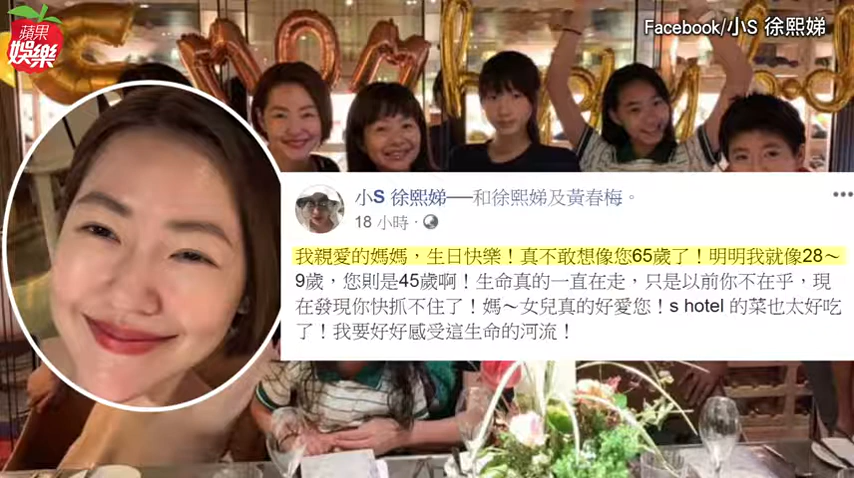 蘋果
娛樂
Facebook/小S 徐熙娣
MOM
小S 徐熙娣──和徐熙娣及黃春梅。
18 小時 ·
我親愛的媽媽，生日快樂！真不敢想像您65歲了！明明我就像28～
9歲，您則是45歲啊！生命真的一直在走，只是以前你不在乎，現
在發現你快抓不住了！媽～女兒真的好愛您！s hotel 的菜也太好吃
了！我要好好感受這生命的河流！